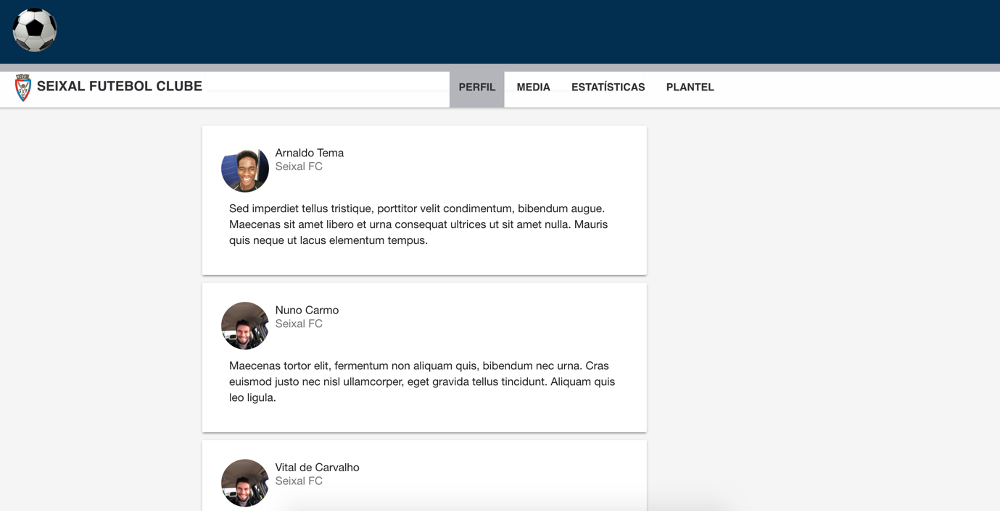 SEIXAL FUTEBOL CLUBE
PERFIL MEDIA ESTATÍSTICAS PLANTEL
Arnaldo Tema
Seixal FC
Sed imperdiet tellus tristique, porttitor velit condimentum, bibendum augue.
Maecenas sit amet libero et urna consequat ultrices ut sit amet nulla. Mauris
quis neque ut lacus elementum tempus.
Nuno Carmo
Seixal FC
Maecenas tortor elit, fermentum non aliquam quis, bibendum nec urna. Cras
euismod justo nec nisl ullamcorper, eget gravida tellus tincidunt. Aliquam quis
leo ligula.
Vital de Carvalho
Seixal FC